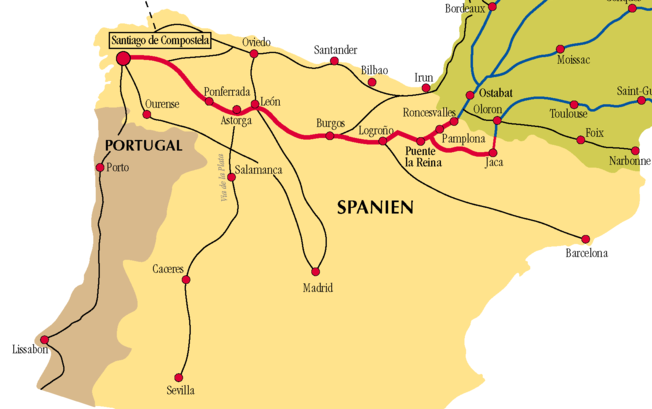 Bordeaux
Santiago de Compostela
Oviedo
Santander
Moissac
Bilbao
Irun
Ponferrada
León
Ostabat
Saint-Gu
Ourense
Astorga
Roncesvalles
Oloron
Toulouse
Burgos
Logroño
Pamplona
Foix
PORTUGAL
Puente
la Reina
Jaca
Narbonne
Porto
Via de la Plata
Salamanca
SPANIEN
Barcelona
Caceres
Madrid
Lissabon
Sevilla